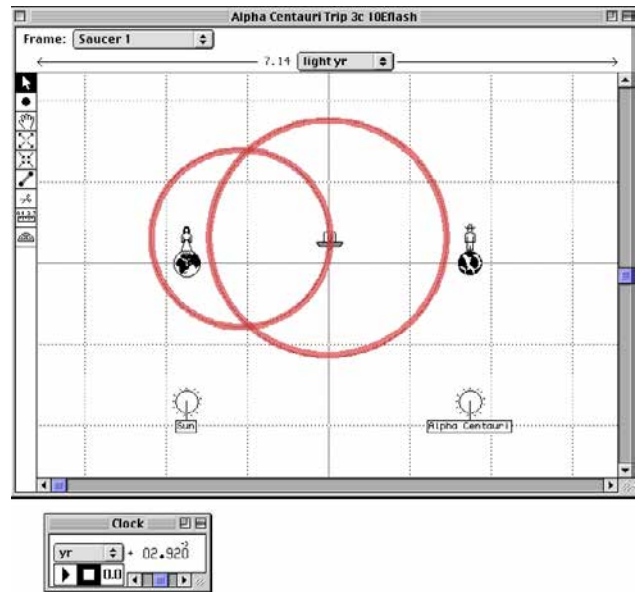 Alpha Centauri Trip 3c 10Eflash
Frame: Saucer 1
7.14 light yr
Sun
Alpha Centauri
Clock
yr + 02.920
0.0